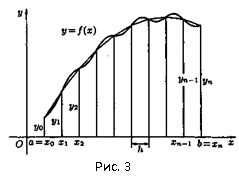 y
y = f(x)
y₀ y₁ y₂ yₙ₋₁ yₙ
O a = x₀ x₁ x₂ h xₙ₋₁ b = xₙ x
Рис. 3